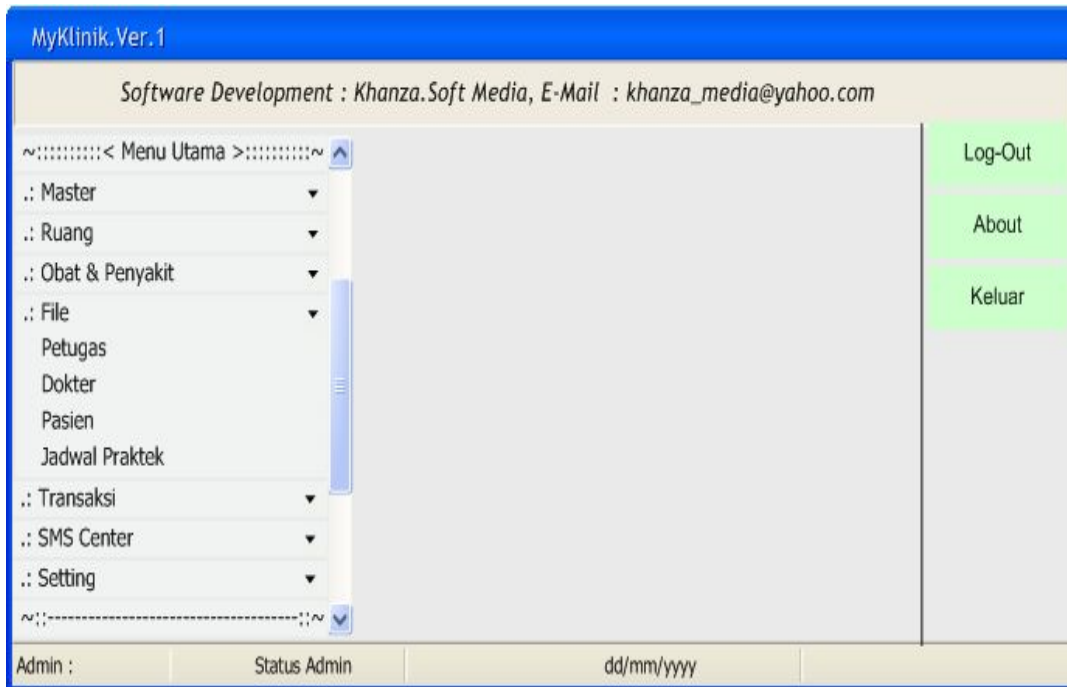 MyKlinik.Ver.1
Software Development : Khanza.Soft Media, E-Mail : khanza_media@yahoo.com
~::::::::::< Menu Utama >::::::::::~
.: Master
.: Ruang
.: Obat & Penyakit
.: File
Petugas
Dokter
Pasien
Jadwal Praktek
.: Transaksi
.: SMS Center
.: Setting
~::-------------------------------------::~
Log-Out
About
Keluar
Admin : Status Admin dd/mm/yyyy